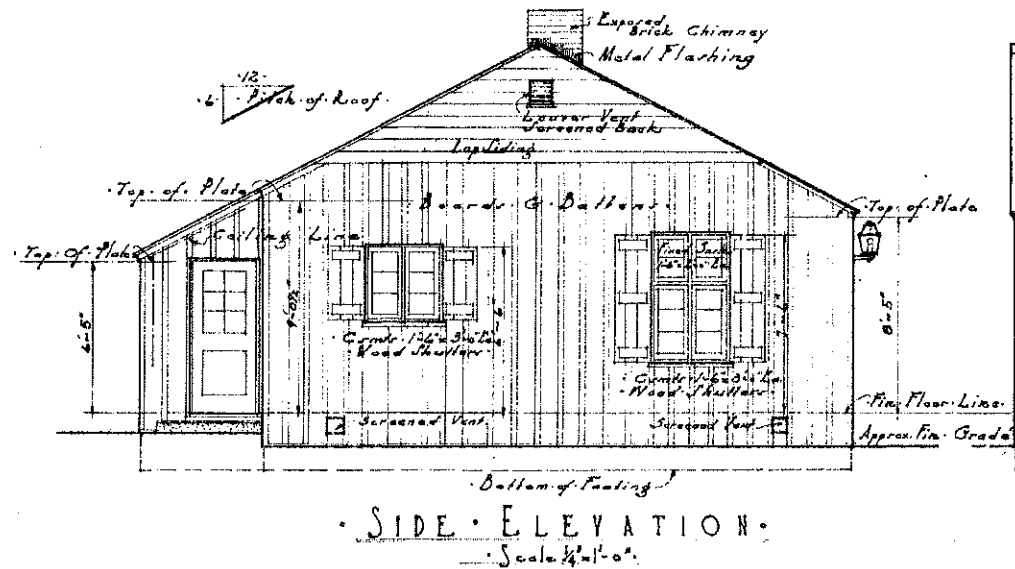 Exposed
Brick Chimney
Metal Flashing
·12·
·6· ·Pitch·of·Roof·
Louver Vent
Screened Back
Lap Siding
·Top·of·Plate·
·Boards·&·Battens·
·Top·of·Plate
Ceiling Line
·Top·Of·Plate·
6'-5"
8'-5"
Wood Shutters
Wood Shutters
Screened Vent
Screened Vent
Fin. Floor Line
Approx. Fin. Grade
·Bottom·of·Footing·
·SIDE·ELEVATION·
·Scale ¼"=1'-0"·